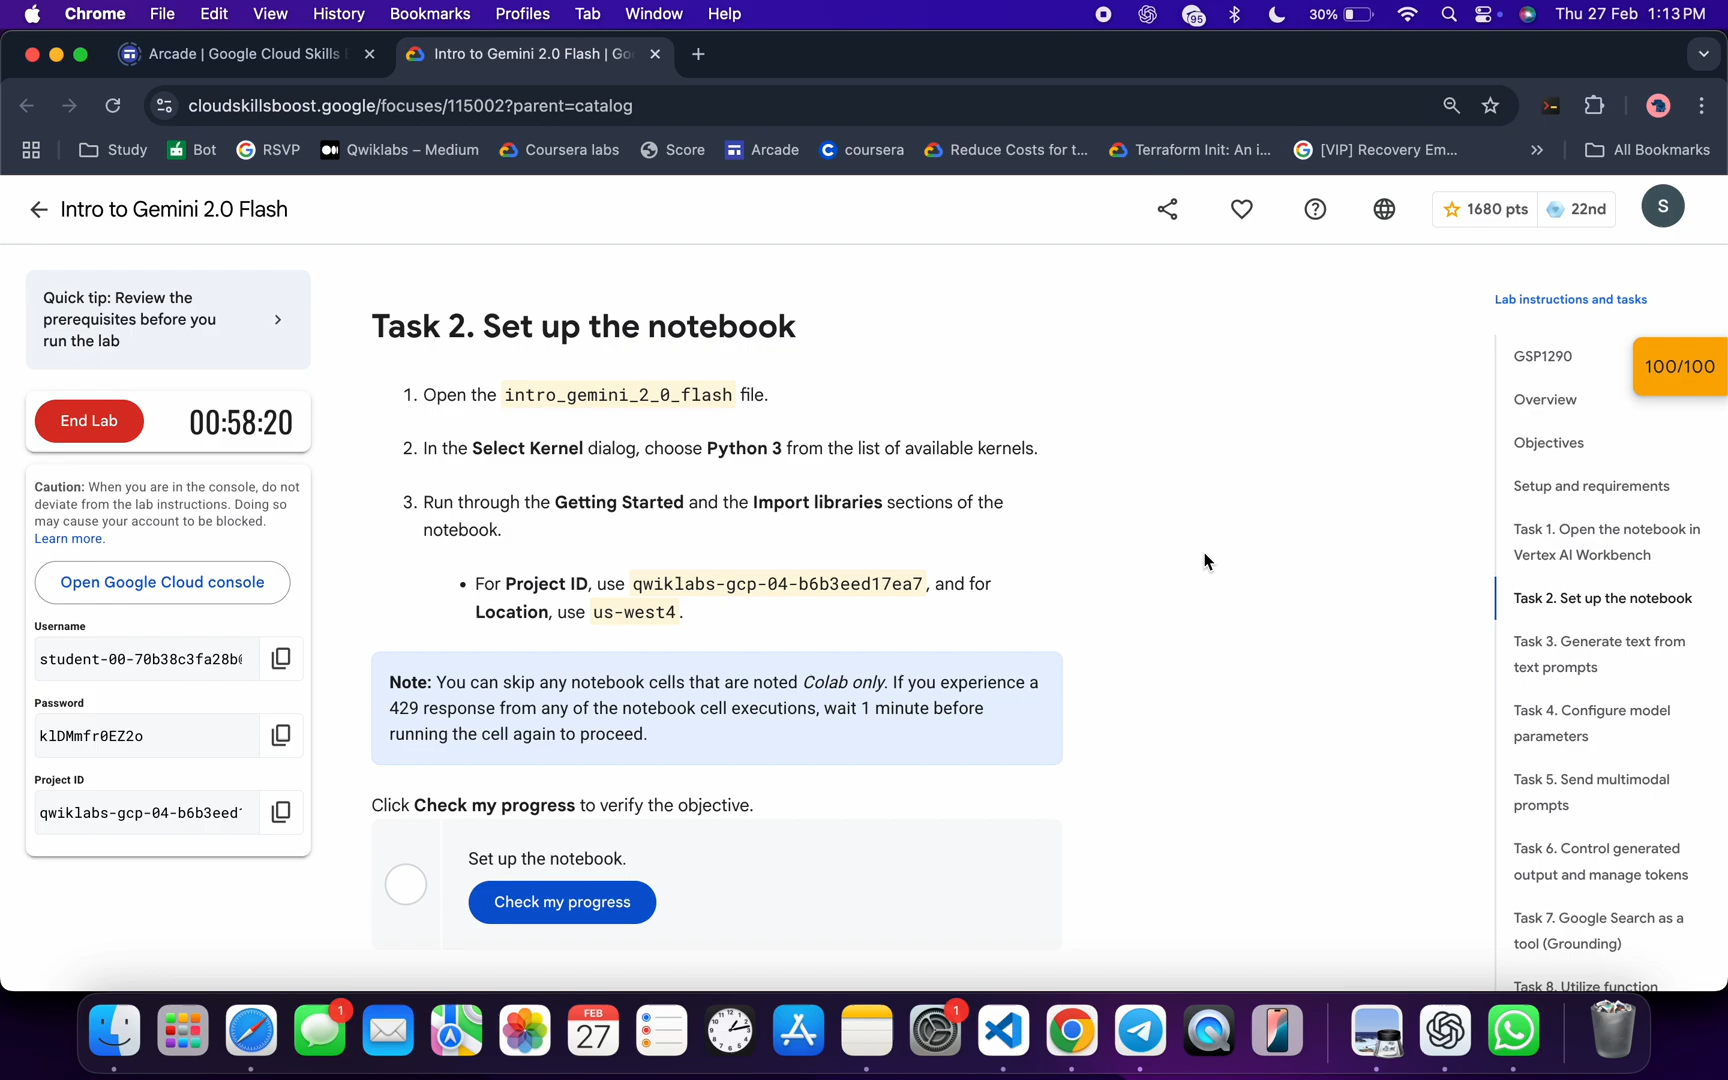 Chrome File Edit View History Bookmarks Profiles Tab Window Help 95 30% Thu 27 Feb 1:13 PM
Arcade | Google Cloud Skills Intro to Gemini 2.0 Flash | Go
cloudskillsboost.google/focuses/115002?parent=catalog
Study Bot RSVP Qwiklabs – Medium Coursera labs Score Arcade coursera Reduce Costs for t... Terraform Init: An i... [VIP] Recovery Em... » All Bookmarks
Intro to Gemini 2.0 Flash
1680 pts 22nd S
Quick tip: Review the
prerequisites before you
run the lab
End Lab 00:58:20
Caution: When you are in the console, do not
deviate from the lab instructions. Doing so
may cause your account to be blocked.
Learn more.
Open Google Cloud console
Username
student-00-70b38c3fa28b
Password
klDMmfr0EZ2o
Project ID
qwiklabs-gcp-04-b6b3eed
Task 2. Set up the notebook
1. Open the intro_gemini_2_0_flash file.
2. In the Select Kernel dialog, choose Python 3 from the list of available kernels.
3. Run through the Getting Started and the Import libraries sections of the
notebook.
• For Project ID, use qwiklabs-gcp-04-b6b3eed17ea7, and for
Location, use us-west4.
Note: You can skip any notebook cells that are noted Colab only. If you experience a
429 response from any of the notebook cell executions, wait 1 minute before
running the cell again to proceed.
Click Check my progress to verify the objective.
Set up the notebook.
Check my progress
Lab instructions and tasks
GSP1290
100/100
Overview
Objectives
Setup and requirements
Task 1. Open the notebook in
Vertex AI Workbench
Task 2. Set up the notebook
Task 3. Generate text from
text prompts
Task 4. Configure model
parameters
Task 5. Send multimodal
prompts
Task 6. Control generated
output and manage tokens
Task 7. Google Search as a
tool (Grounding)
Task 8. Utilize function
1 FEB 27 1